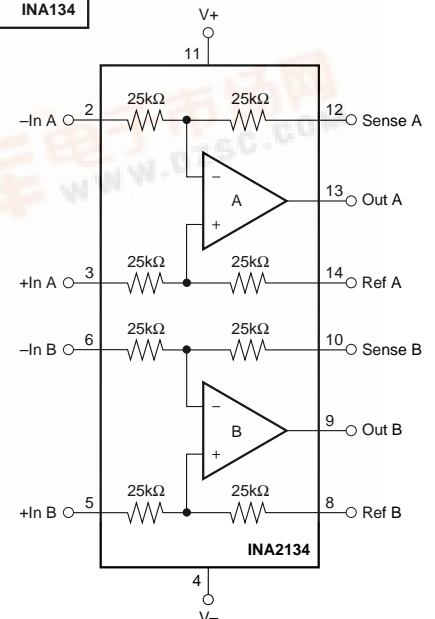 INA134
V+
11
25kΩ 25kΩ
–In A 2 12 Sense A
–
A 13 Out A
+
25kΩ 25kΩ
+In A 3 14 Ref A
25kΩ 25kΩ
–In B 6 10 Sense B
–
B 9 Out B
+
25kΩ 25kΩ
+In B 5 8 Ref B
INA2134
4
V–